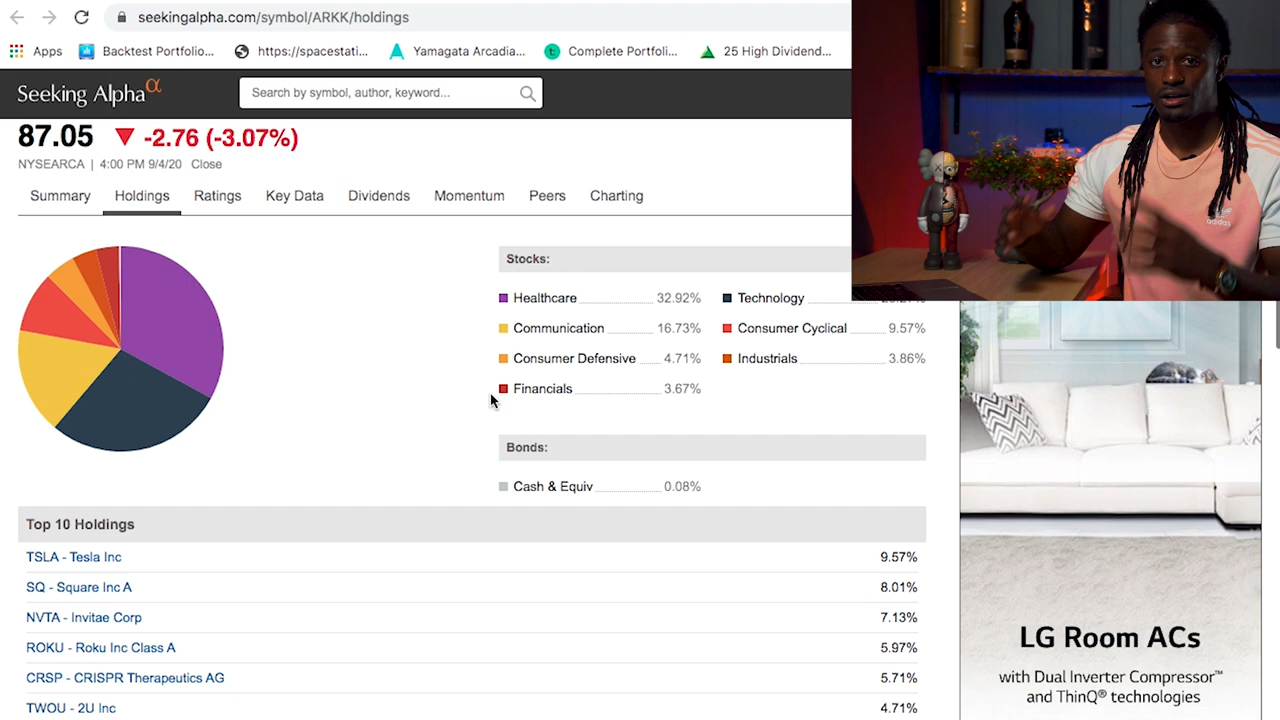 seekingalpha.com/symbol/ARKK/holdings
Apps Backtest Portfolio... https://spacestati... Yamagata Arcadia... Complete Portfoli... 25 High Dividend...
Seeking Alpha α Search by symbol, author, keyword...
87.05 ▼ -2.76 (-3.07%)
NYSEARCA | 4:00 PM 9/4/20 Close
Summary Holdings Ratings Key Data Dividends Momentum Peers Charting
Stocks:
Healthcare 32.92% Technology
Communication 16.73% Consumer Cyclical 9.57%
Consumer Defensive 4.71% Industrials 3.86%
Financials 3.67%
Bonds:
Cash & Equiv 0.08%
Top 10 Holdings
TSLA - Tesla Inc 9.57%
SQ - Square Inc A 8.01%
NVTA - Invitae Corp 7.13%
ROKU - Roku Inc Class A 5.97%
CRSP - CRISPR Therapeutics AG 5.71%
TWOU - 2U Inc 4.71%
adidas
LG Room ACs
with Dual Inverter Compressor™
and ThinQ® technologies